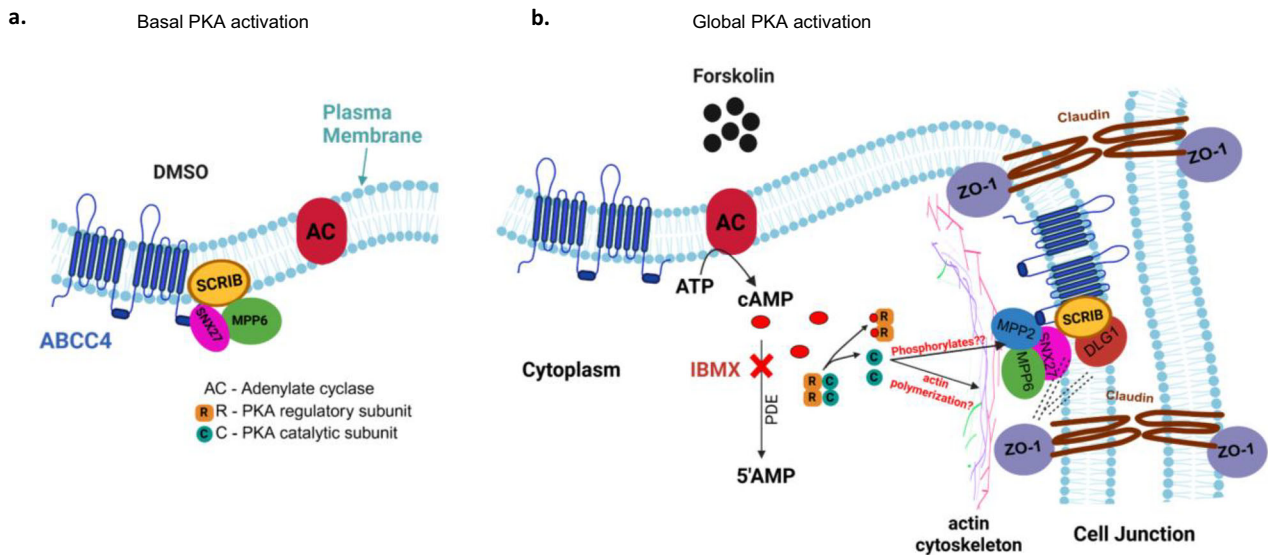 a.
Basal PKA activation
Plasma
Membrane
DMSO
AC
SCRIB
SNX27
MPP6
ABCC4
AC - Adenylate cyclase
R R - PKA regulatory subunit
C C - PKA catalytic subunit
b.
Global PKA activation
Forskolin
AC
ATP
cAMP
Cytoplasm
IBMX
PDE
5'AMP
R
R
C
C
R C
R C
Phosphorylates??
actin
polymerization?
actin
cytoskeleton
Claudin
ZO-1
ZO-1
MPP2
SCRIB
SNX27
DLG1
MPP6
Claudin
ZO-1
ZO-1
Cell Junction